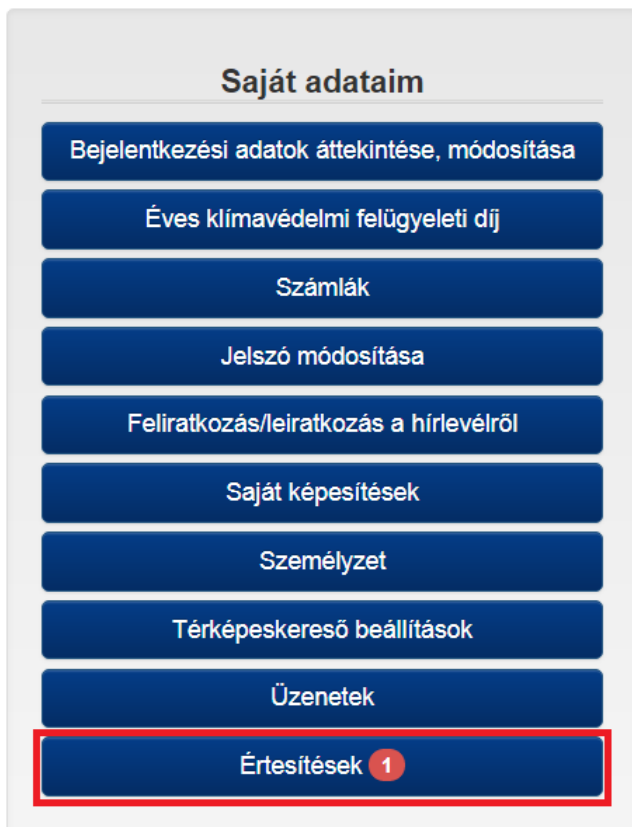 Saját adataim
Bejelentkezési adatok áttekintése, módosítása
Éves klímavédelmi felügyeleti díj
Számlák
Jelszó módosítása
Feliratkozás/leiratkozás a hírlevélről
Saját képesítések
Személyzet
Térképeskereső beállítások
Üzenetek
Értesítések 1